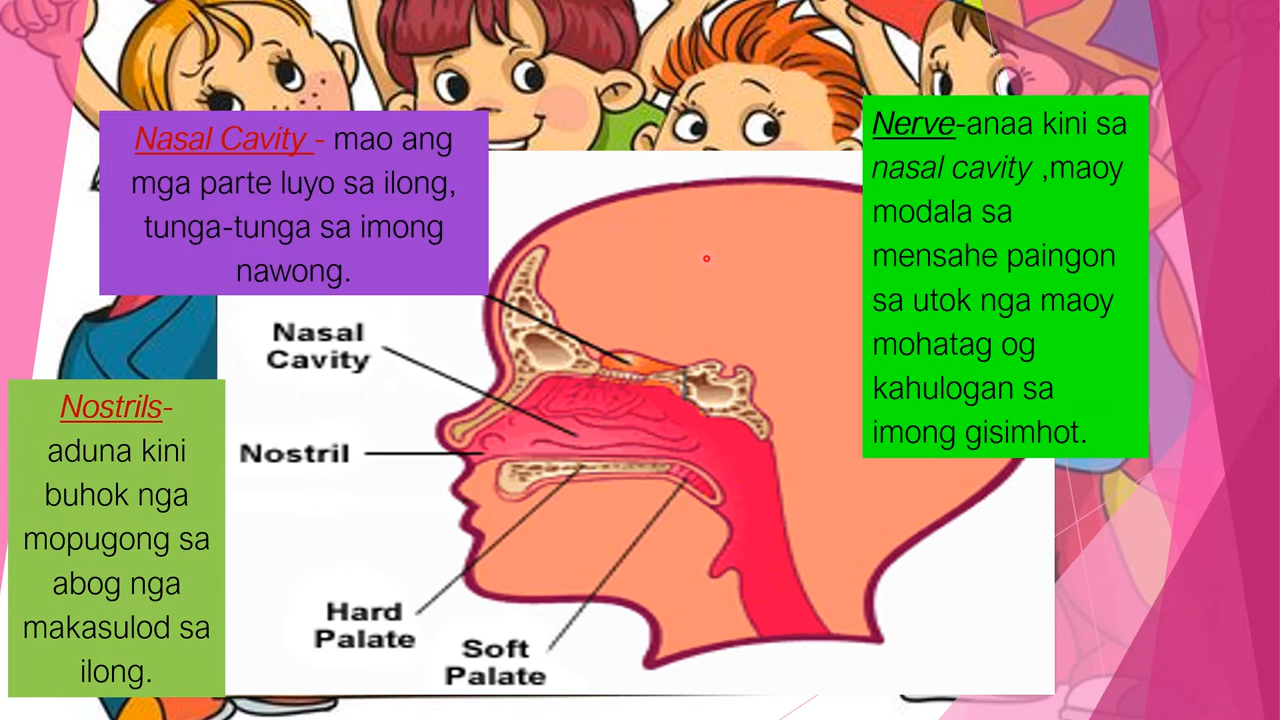 Nasal Cavity - mao ang
mga parte luyo sa ilong,
tunga-tunga sa imong
nawong.
Nerve-anaa kini sa
nasal cavity ,maoy
modala sa
mensahe paingon
sa utok nga maoy
mohatag og
kahulogan sa
imong gisimhot.
Nostrils-
aduna kini
buhok nga
mopugong sa
abog nga
makasulod sa
ilong.
Nasal
Cavity
Nostril
Hard
Palate
Soft
Palate